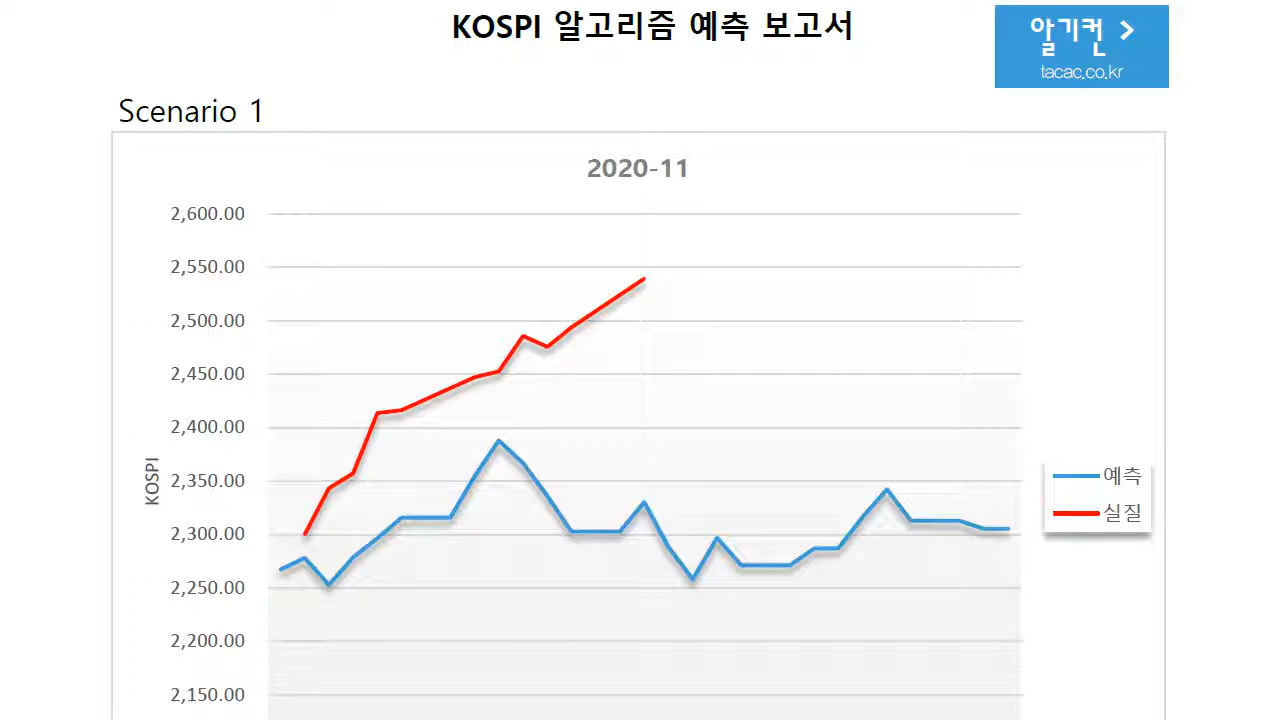 KOSPI 알고리즘 예측 보고서
알기컨 >
tacac.co.kr
Scenario 1
2020-11
2,600.00
2,550.00
2,500.00
2,450.00
2,400.00
2,350.00
2,300.00
2,250.00
2,200.00
2,150.00
KOSPI
예측
실질